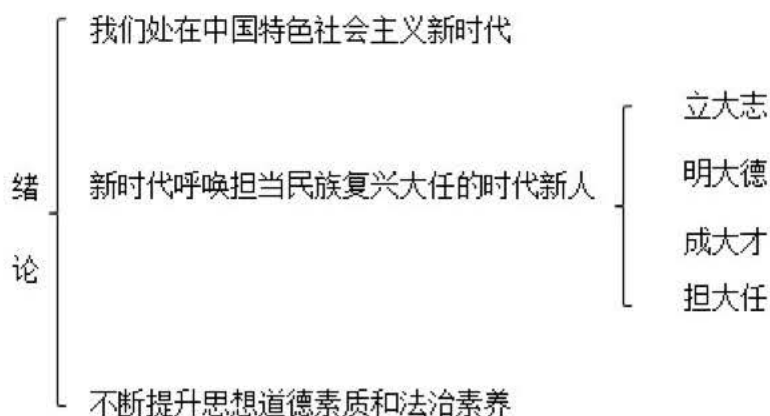 绪论
我们处在中国特色社会主义新时代
新时代呼唤担当民族复兴大任的时代新人
立大志
明大德
成大才
担大任
不断提升思想道德素质和法治素养